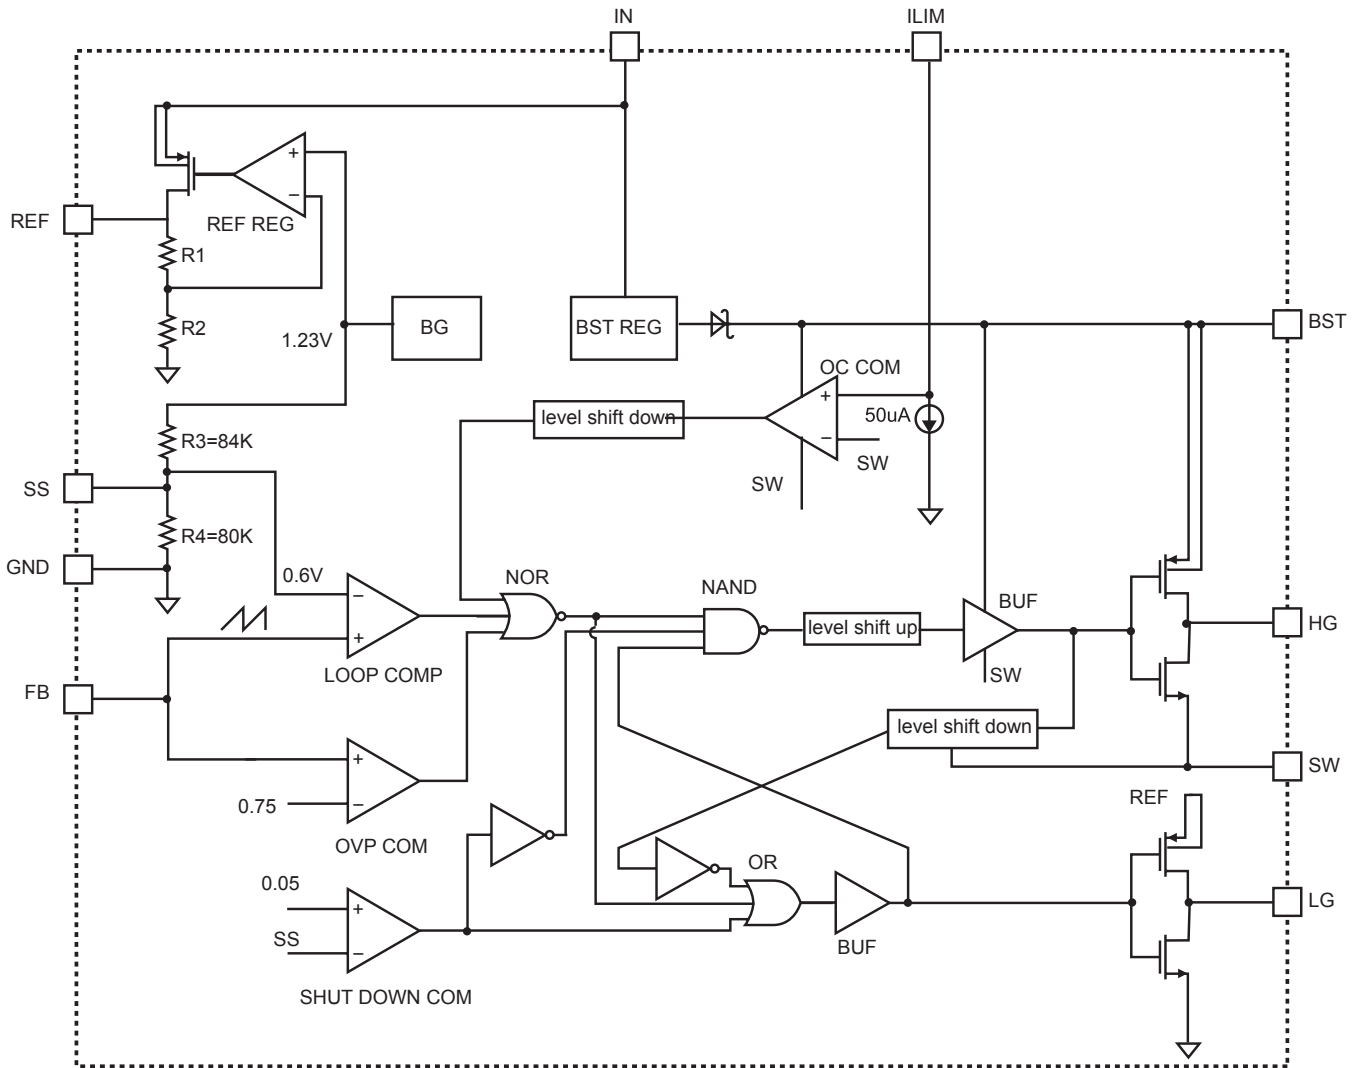 IN
ILIM
+
−
REF
REF REG
R1
R2
1.23V
BG
BST REG
BST
OC COM
+
−
50uA
level shift down
SW
SW
R3=84K
SS
R4=80K
GND
0.6V
−
+
LOOP COMP
NOR
NAND
level shift up
BUF
SW
HG
FB
level shift down
SW
+
−
0.75
OVP COM
REF
0.05
+
SS
−
SHUT DOWN COM
OR
BUF
LG